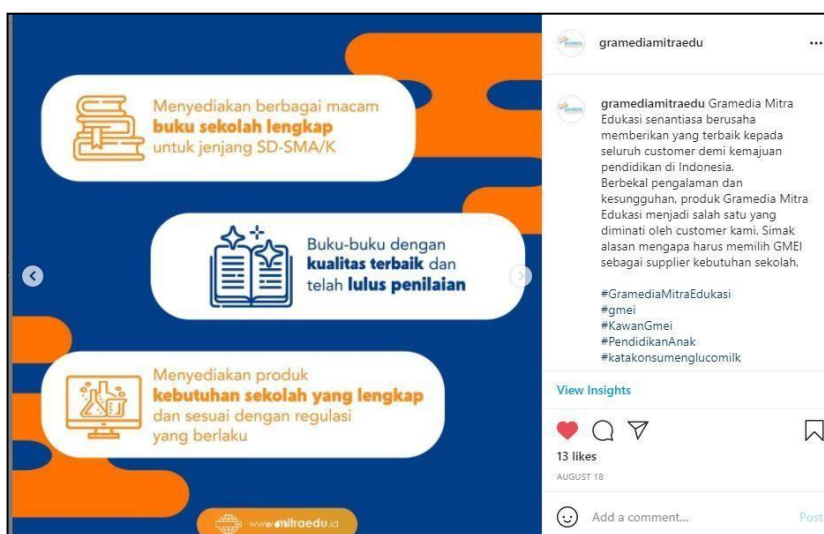 Menyediakan berbagai macam
buku sekolah lengkap
untuk jenjang SD-SMA/K
Buku-buku dengan
kualitas terbaik dan
telah lulus penilaian
Menyediakan produk
kebutuhan sekolah yang lengkap
dan sesuai dengan regulasi
yang berlaku
www.mitraedu.id
gramediamitraedu
gramediamitraedu Gramedia Mitra
Edukasi senantiasa berusaha
memberikan yang terbaik kepada
seluruh customer demi kemajuan
pendidikan di Indonesia.
Berbekal pengalaman dan
kesungguhan, produk Gramedia Mitra
Edukasi menjadi salah satu yang
diminati oleh customer kami. Simak
alasan mengapa harus memilih GMEI
sebagai supplier kebutuhan sekolah.
#GramediaMitraEdukasi
#gmei
#KawanGmei
#PendidikanAnak
#katakonsumenglucomilk
View Insights
13 likes
AUGUST 18
Add a comment...
Post